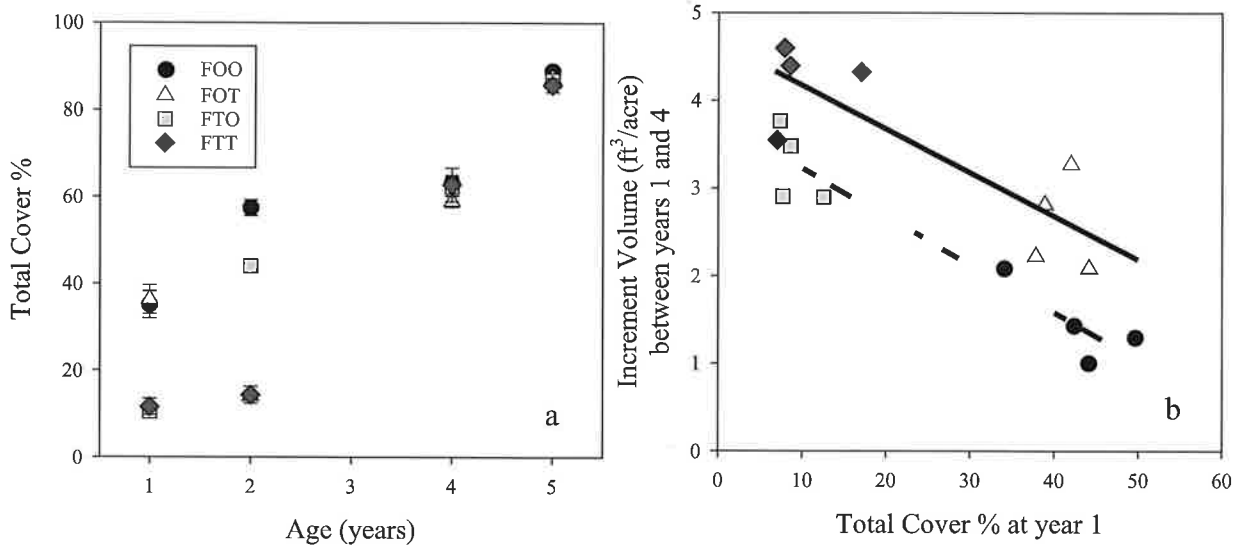 100
80
60
40
20
0
Total Cover %
FOO
FOT
FTO
FTT
a
1
2
3
4
5
Age (years)
5
4
3
2
1
0
Increment Volume (ft³/acre)
between years 1 and 4
b
0
10
20
30
40
50
60
Total Cover % at year 1